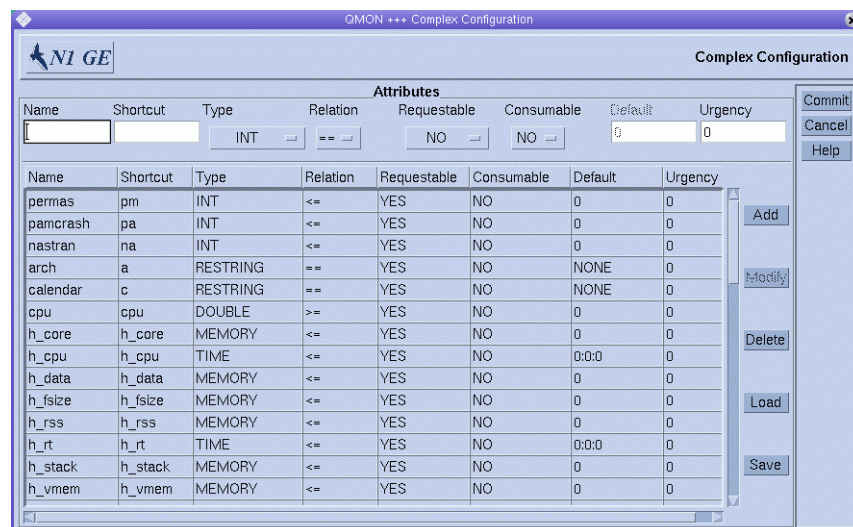 QMON +++ Complex Configuration
N1 GE
Complex Configuration
Attributes
Name Shortcut Type Relation Requestable Consumable Default Urgency
INT == NO NO 0 0
Commit
Cancel
Help
Name Shortcut Type Relation Requestable Consumable Default Urgency
permas pm INT <= YES NO 0 0
pamcrash pa INT <= YES NO 0 0
nastran na INT <= YES NO 0 0
arch a RESTRING == YES NO NONE 0
calendar c RESTRING == YES NO NONE 0
cpu cpu DOUBLE >= YES NO 0 0
h_core h_core MEMORY <= YES NO 0 0
h_cpu h_cpu TIME <= YES NO 0:0:0 0
h_data h_data MEMORY <= YES NO 0 0
h_fsize h_fsize MEMORY <= YES NO 0 0
h_rss h_rss MEMORY <= YES NO 0 0
h_rt h_rt TIME <= YES NO 0:0:0 0
h_stack h_stack MEMORY <= YES NO 0 0
h_vmem h_vmem MEMORY <= YES NO 0 0
Add
Modify
Delete
Load
Save